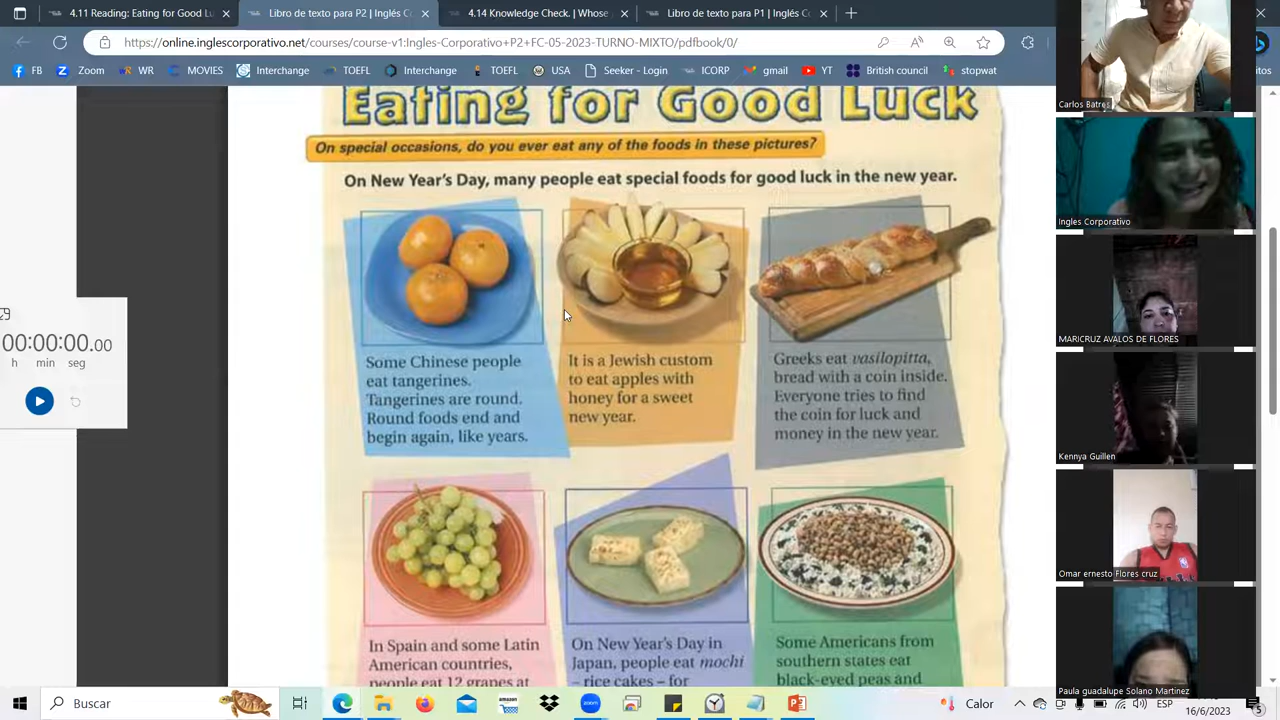 4.11 Reading: Eating for Good Lu
Libro de texto para P2 | Inglés C
4.14 Knowledge Check. | Whose
Libro de texto para P1 | Inglés Co
https://online.inglescorporativo.net/courses/course-v1:Ingles-Corporativo+P2+FC-05-2023-TURNO-MIXTO/pdfbook/0/
FB Zoom WR MOVIES Interchange TOEFL Interchange TOEFL USA Seeker - Login ICORP gmail YT British council stopwat
Eating for Good Luck
On special occasions, do you ever eat any of the foods in these pictures?
On New Year's Day, many people eat special foods for good luck in the new year.
Some Chinese people
eat tangerines.
Tangerines are round.
Round foods end and
begin again, like years.
It is a Jewish custom
to eat apples with
honey for a sweet
new year.
Greeks eat vasilopitta,
bread with a coin inside.
Everyone tries to find
the coin for luck and
money in the new year.
In Spain and some Latin
American countries,
people eat 12 grapes at
On New Year's Day in
Japan, people eat mochi
– rice cakes – for
Some Americans from
southern states eat
black-eyed peas and
00:00:00.00
h min seg
Carlos Batres
Ingles Corporativo
MARICRUZ AVALOS DE FLORES
Kennya Guillen
Omar ernesto Flores cruz
Paula guadalupe Solano Martinez
Buscar
Calor
ESP
16/6/2023